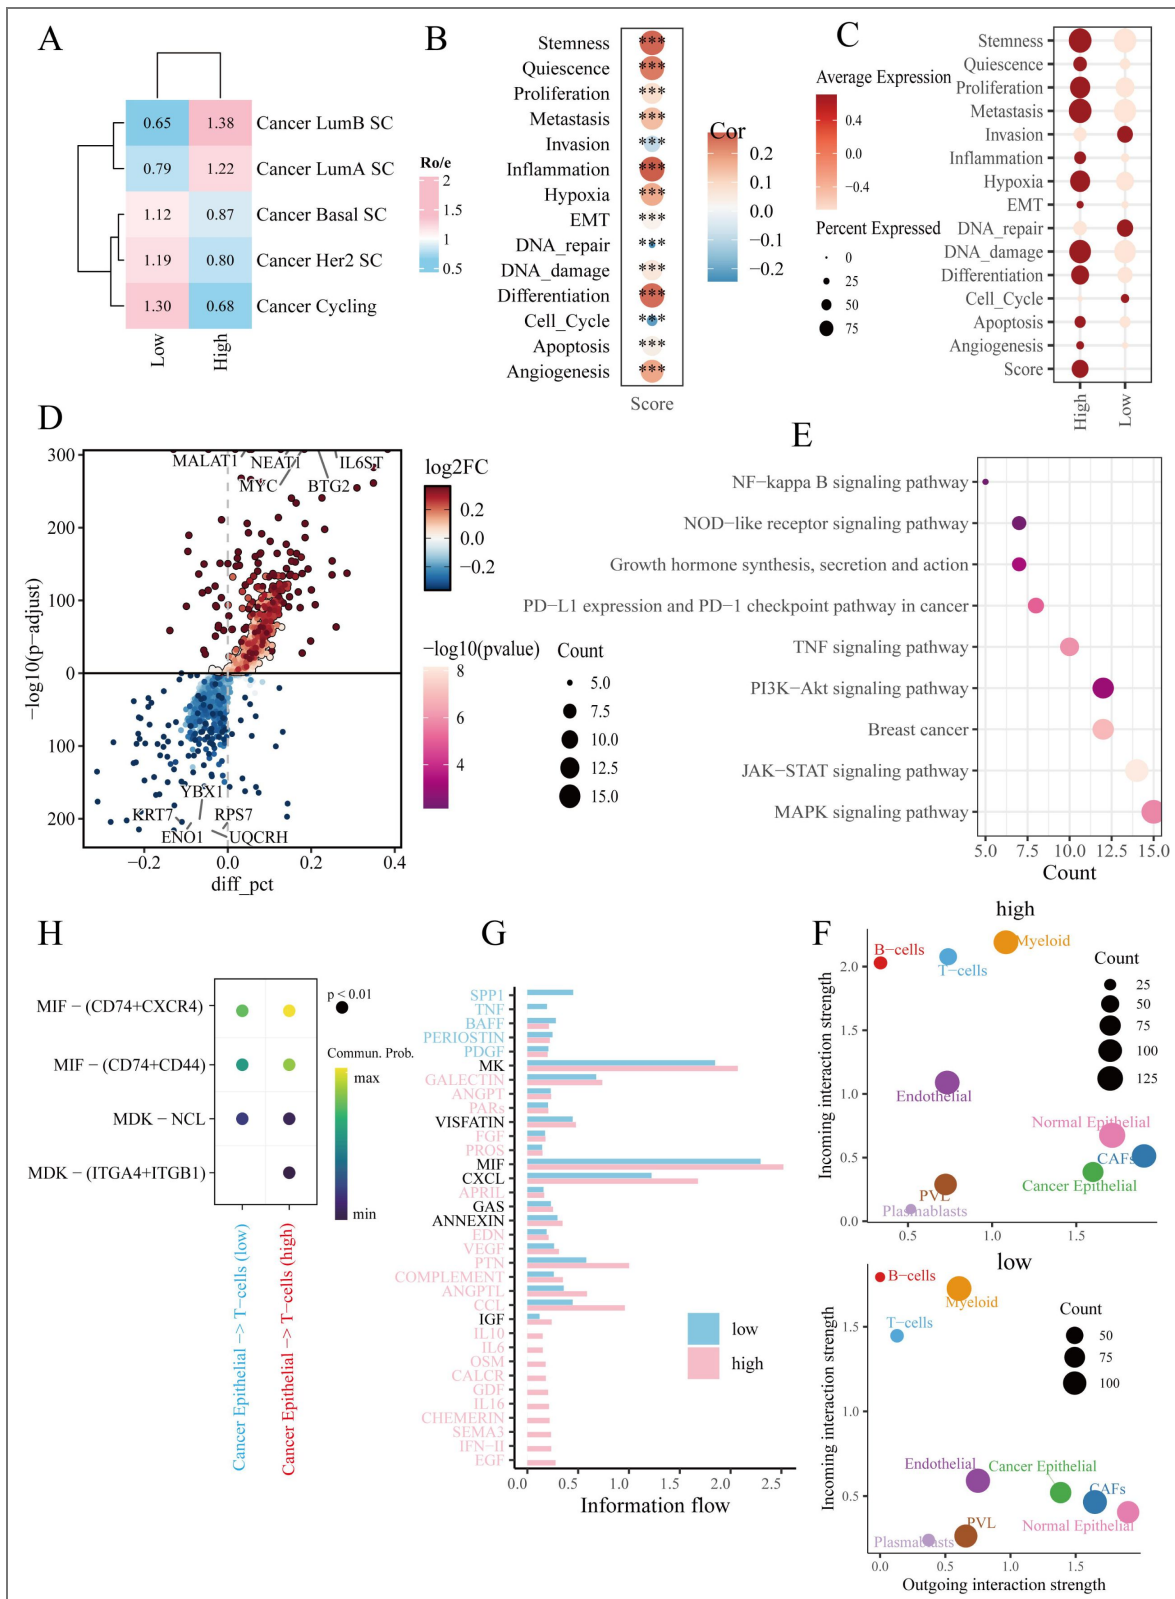 A
0.65 1.38 Cancer LumB SC
0.79 1.22 Cancer LumA SC
1.12 0.87 Cancer Basal SC
1.19 0.80 Cancer Her2 SC
1.30 0.68 Cancer Cycling
Low High
Ro/e
2
1.5
1
0.5
B
Stemness ***
Quiescence ***
Proliferation ***
Metastasis ***
Invasion ***
Inflammation ***
Hypoxia ***
EMT ***
DNA_repair ***
DNA_damage ***
Differentiation ***
Cell_Cycle ***
Apoptosis ***
Angiogenesis ***
Score
Cor
0.2
0.1
0.0
−0.1
−0.2
C
Average Expression
0.4
0.0
−0.4
Percent Expressed
0
25
50
75
Stemness
Quiescence
Proliferation
Metastasis
Invasion
Inflammation
Hypoxia
EMT
DNA_repair
DNA_damage
Differentiation
Cell_Cycle
Apoptosis
Angiogenesis
Score
High Low
D
−log10(p−adjust)
300
200
100
0
100
200
MALAT1 NEAT1 IL6ST
MYC BTG2
YBX1
KRT7 RPS7
ENO1 UQCRH
−0.2 0.0 0.2 0.4
diff_pct
log2FC
0.2
0.0
−0.2
−log10(pvalue)
8
6
4
Count
5.0
7.5
10.0
12.5
15.0
E
NF−kappa B signaling pathway
NOD−like receptor signaling pathway
Growth hormone synthesis, secretion and action
PD−L1 expression and PD−1 checkpoint pathway in cancer
TNF signaling pathway
PI3K−Akt signaling pathway
Breast cancer
JAK−STAT signaling pathway
MAPK signaling pathway
5.0 7.5 10.0 12.5 15.0
Count
H
MIF − (CD74+CXCR4)
MIF − (CD74+CD44)
MDK − NCL
MDK − (ITGA4+ITGB1)
Cancer Epithelial −> T−cells (low)
Cancer Epithelial −> T−cells (high)
p < 0.01
Commun. Prob.
max
min
G
SPP1
TNF
BAFF
PERIOSTIN
PDGF
MK
GALECTIN
ANGPT
PARs
VISFATIN
FGF
PROS
MIF
CXCL
APRIL
GAS
ANNEXIN
EDN
VEGF
PTN
COMPLEMENT
ANGPTL
CCL
IGF
IL10
IL6
OSM
CALCR
GDF
IL16
CHEMERIN
SEMA3
IFN−II
EGF
low
high
0.0 0.5 1.0 1.5 2.0 2.5
Information flow
F
high
Incoming interaction strength
2.0
1.5
1.0
0.5
0.0
B−cells
T−cells
Myeloid
Endothelial
Normal Epithelial
CAFs
Cancer Epithelial
PVL
Plasmablasts
Count
25
50
75
100
125
0.5 1.0 1.5
low
Incoming interaction strength
1.5
1.0
0.5
B−cells
Myeloid
T−cells
Endothelial
Cancer Epithelial
CAFs
Normal Epithelial
PVL
Plasmablasts
Count
50
75
100
0.0 0.5 1.0 1.5
Outgoing interaction strength